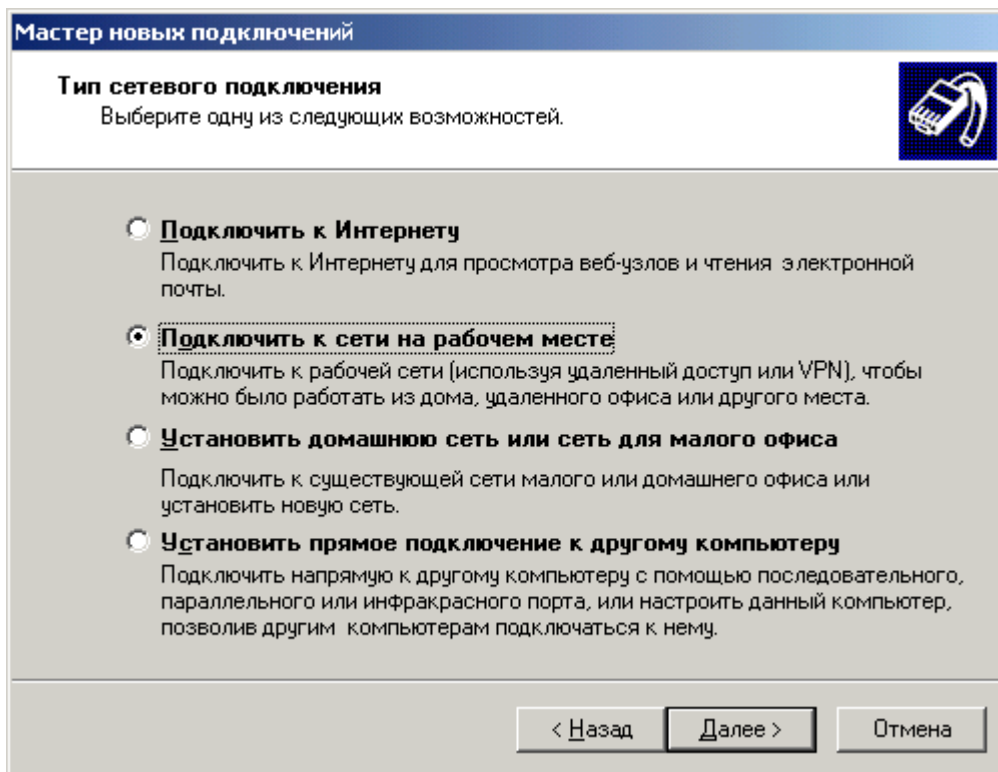 Мастер новых подключений
Тип сетевого подключения
Выберите одну из следующих возможностей.
Подключить к Интернету
Подключить к Интернету для просмотра веб-узлов и чтения электронной
почты.
Подключить к сети на рабочем месте
Подключить к рабочей сети (используя удаленный доступ или VPN), чтобы
можно было работать из дома, удаленного офиса или другого места.
Установить домашнюю сеть или сеть для малого офиса
Подключить к существующей сети малого или домашнего офиса или
установить новую сеть.
Установить прямое подключение к другому компьютеру
Подключить напрямую к другому компьютеру с помощью последовательного,
параллельного или инфракрасного порта, или настроить данный компьютер,
позволив другим компьютерам подключаться к нему.
< Назад Далее > Отмена